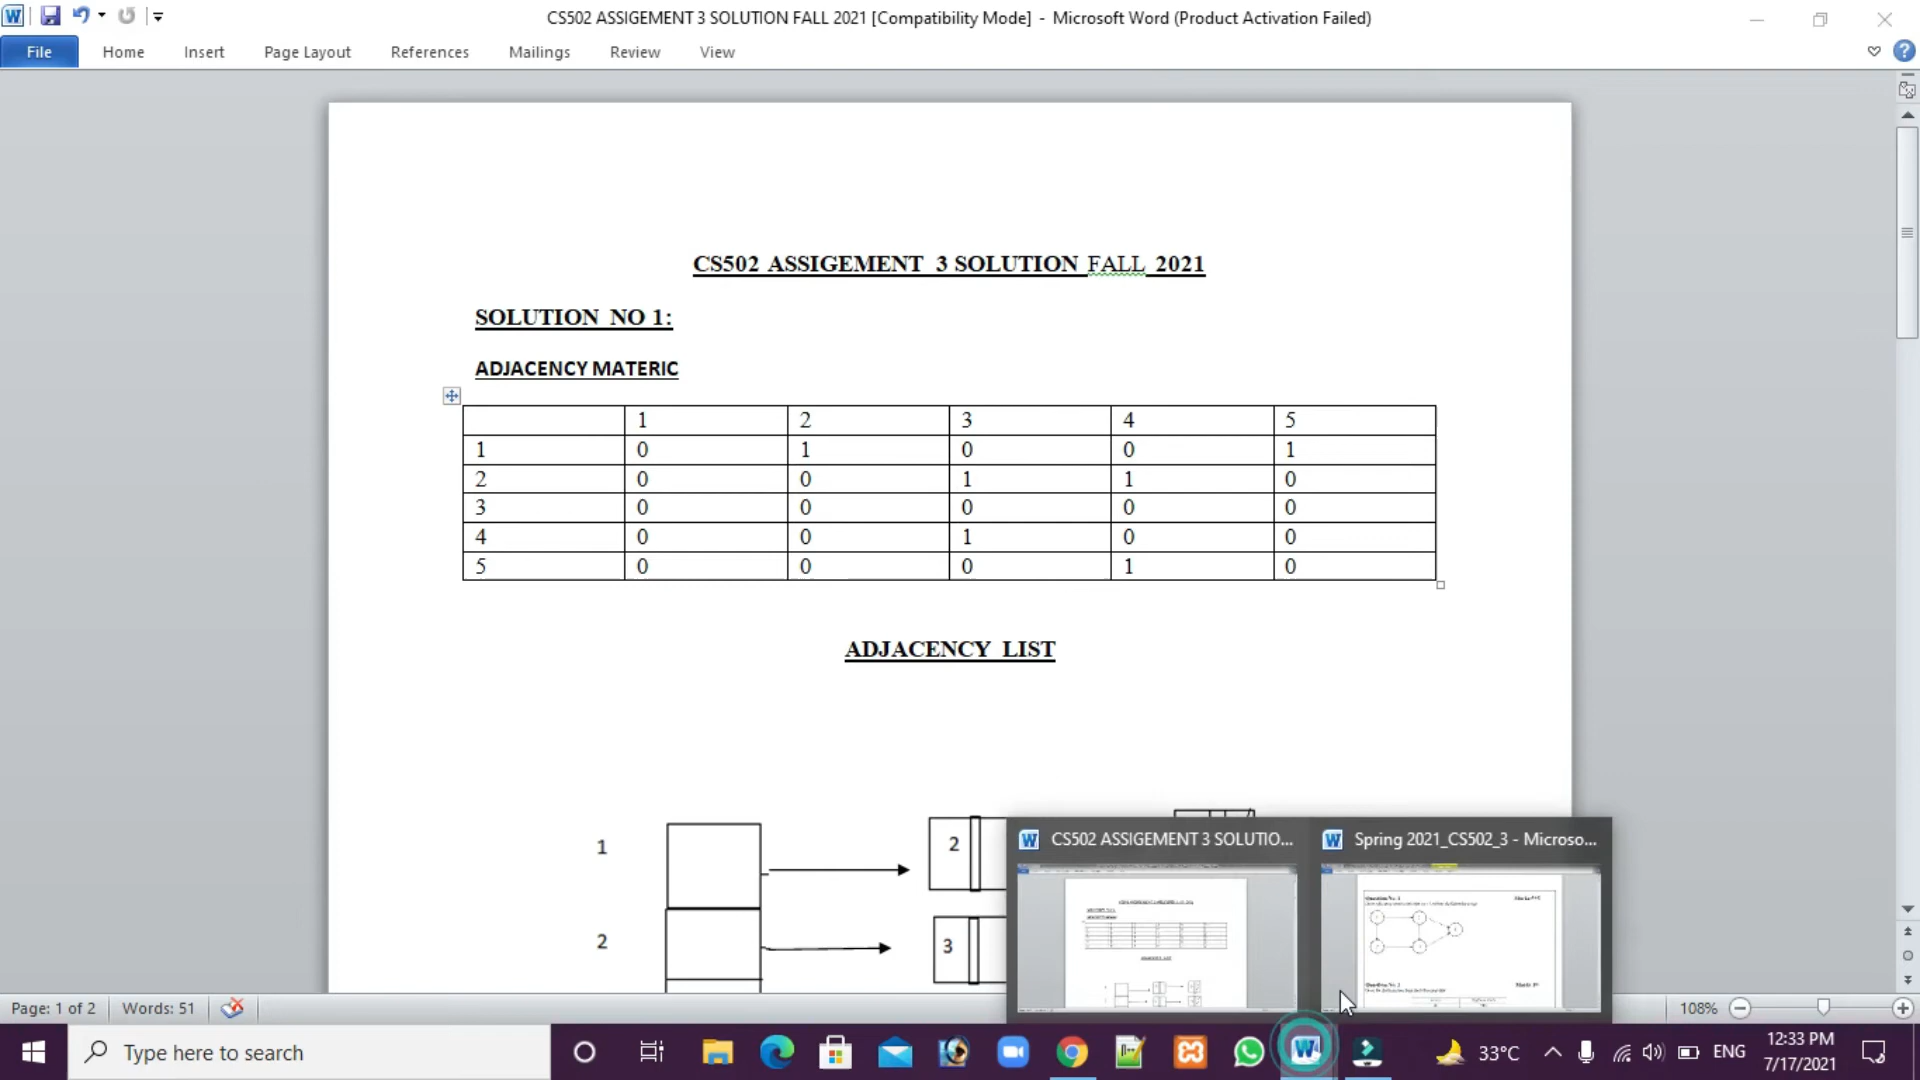 CS502 ASSIGEMENT 3 SOLUTION FALL 2021 [Compatibility Mode] - Microsoft Word (Product Activation Failed)
File Home Insert Page Layout References Mailings Review View
CS502 ASSIGEMENT 3 SOLUTION FALL 2021
SOLUTION NO 1:
ADJACENCY MATERIC
1 2 3 4 5
1 0 1 0 0 1
2 0 0 1 1 0
3 0 0 0 0 0
4 0 0 1 0 0
5 0 0 0 1 0
ADJACENCY LIST
1 2
2 3
CS502 ASSIGEMENT 3 SOLUTIO...
Spring 2021_CS502_3 - Microso...
Page: 1 of 2 Words: 51 108%
Type here to search
33°C ENG
12:33 PM
7/17/2021